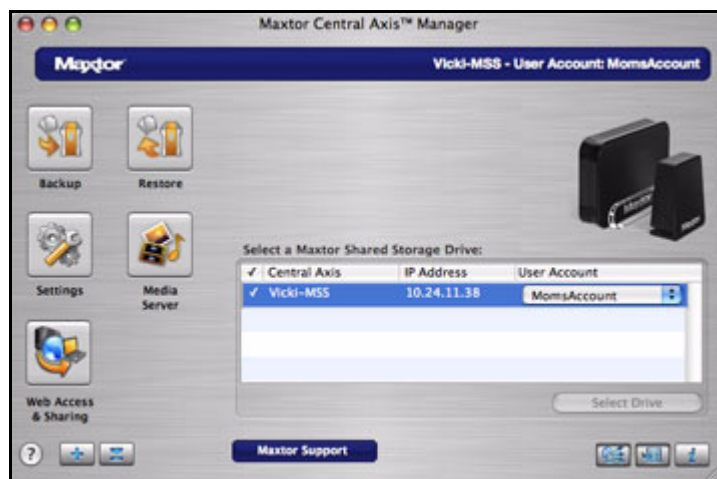 Maxtor Central Axis™ Manager
Maxtor
Vicki-MSS - User Account: MomsAccount
Backup
Restore
Settings
Media
Server
Web Access
& Sharing
Maxtor
Select a Maxtor Shared Storage Drive:
✓ Central Axis IP Address User Account
✓ Vicki-MSS 10.24.11.38 MomsAccount
Select Drive
?
Maxtor Support
i